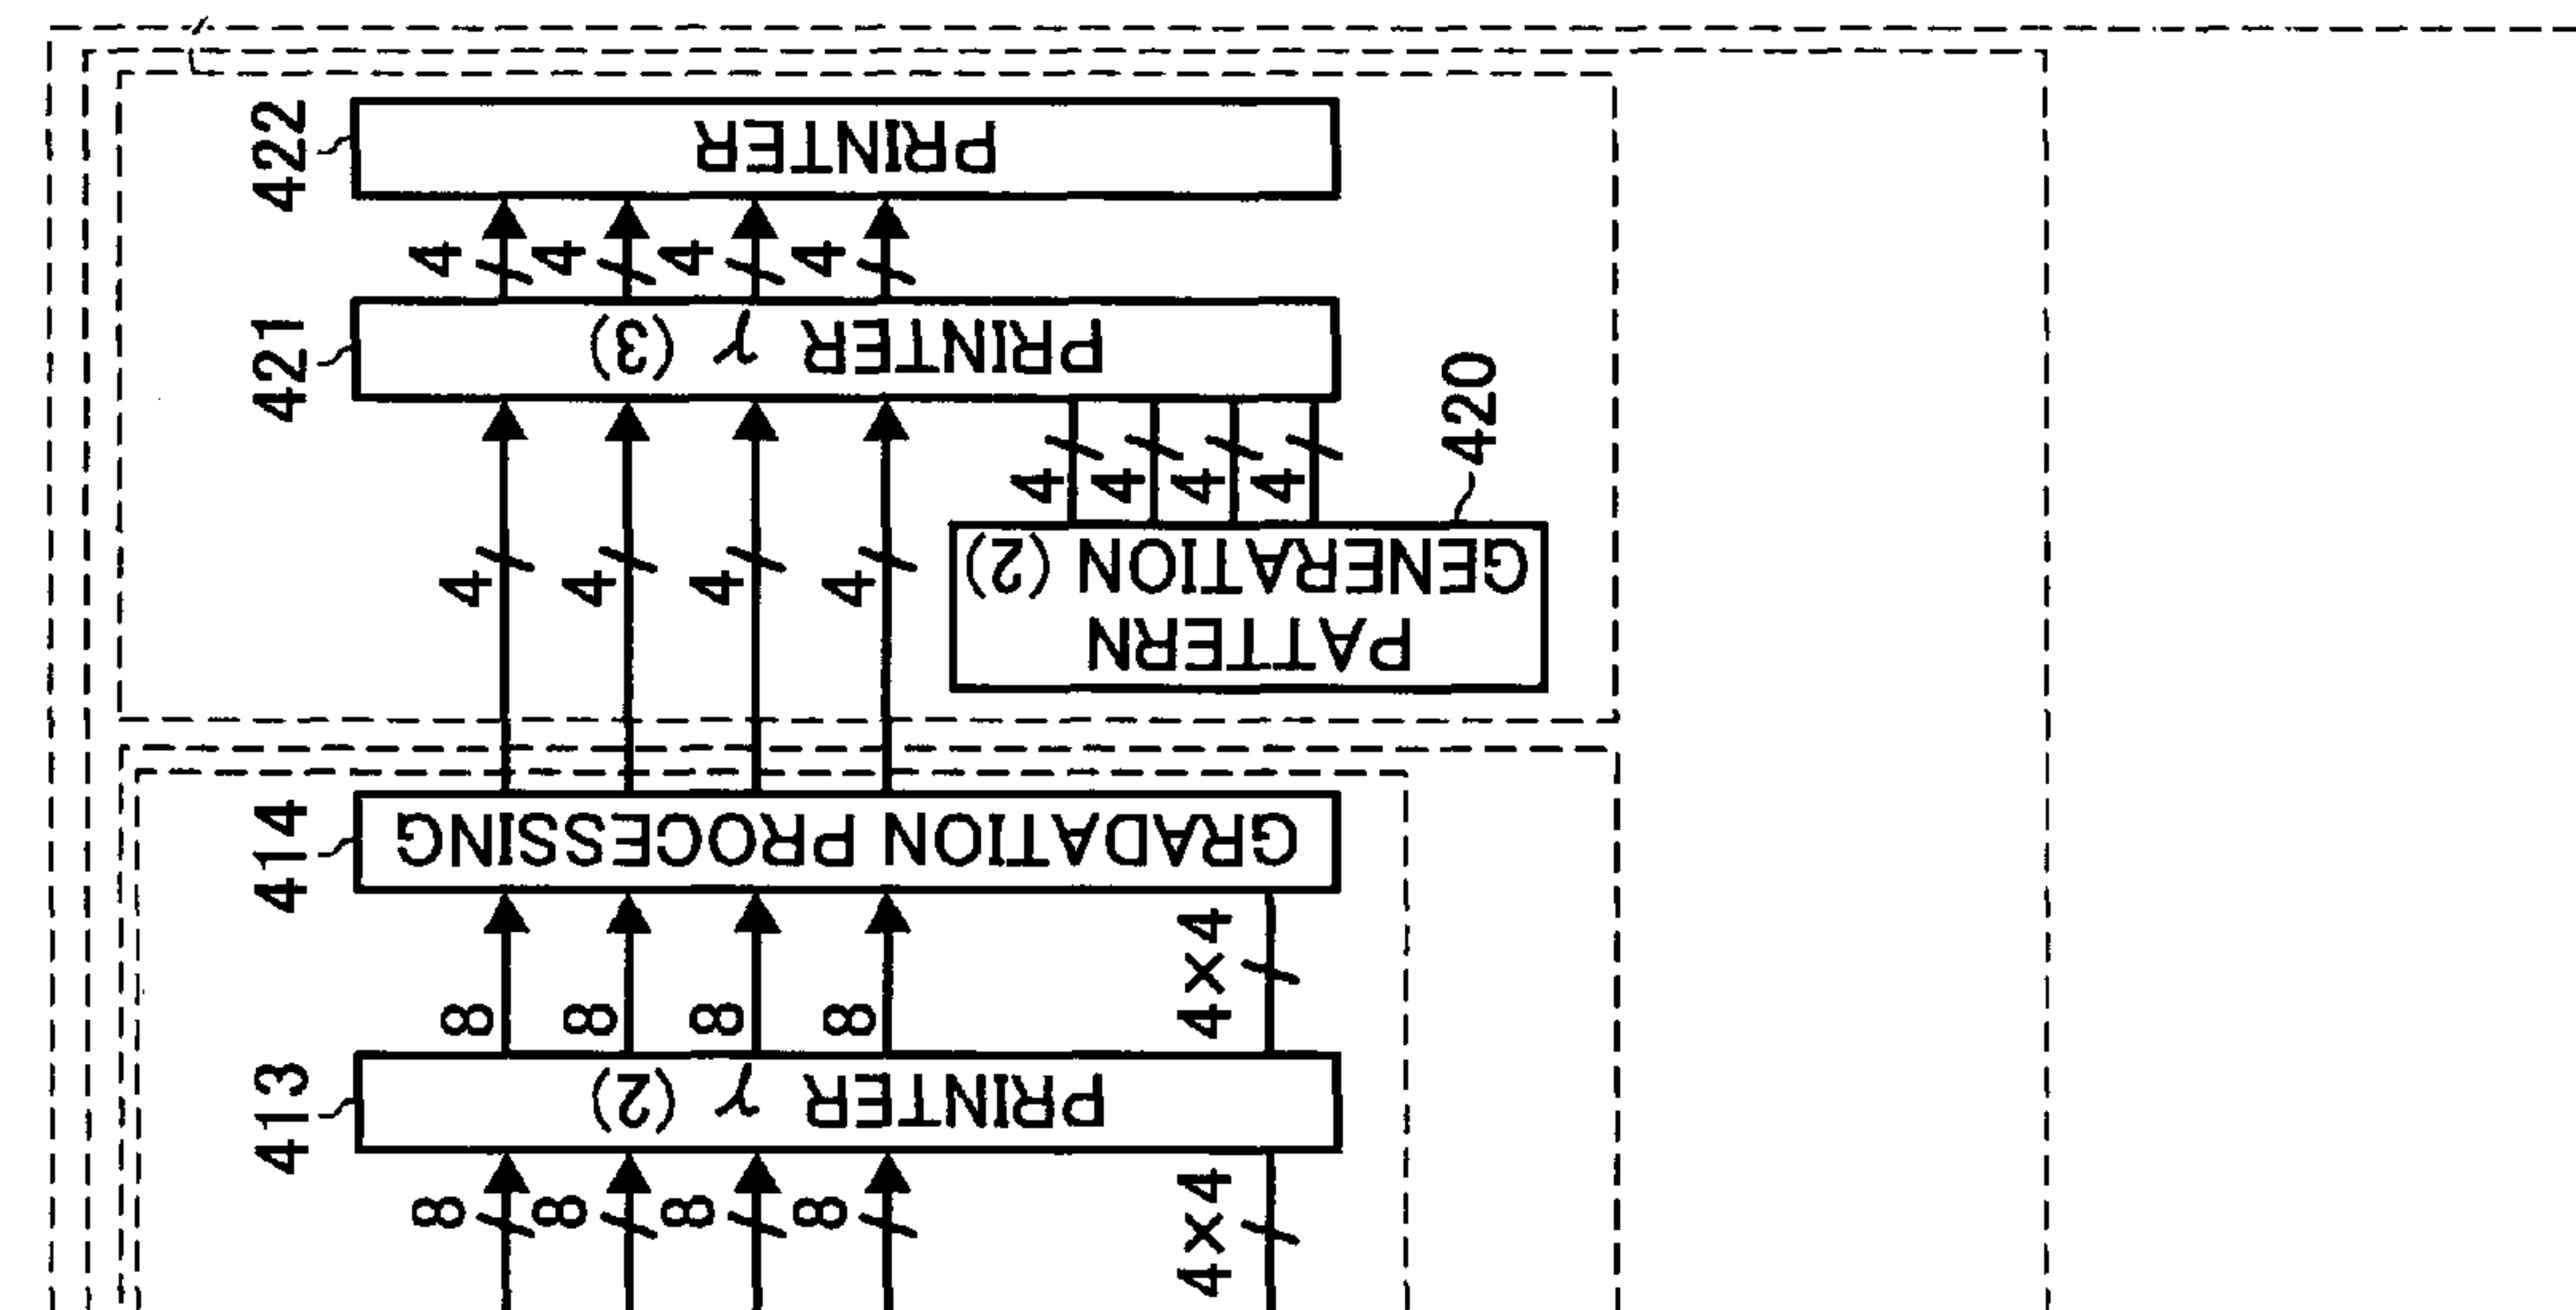 422
PRINTER
4 4 4 4
421
PRINTER γ (3)
4 4 4 4
420
4 4 4 4
PATTERN
GENERATION (2)
414
GRADATION PROCESSING
8 8 8 8
4×4
413
PRINTER γ (2)
8 8 8 8
4×4